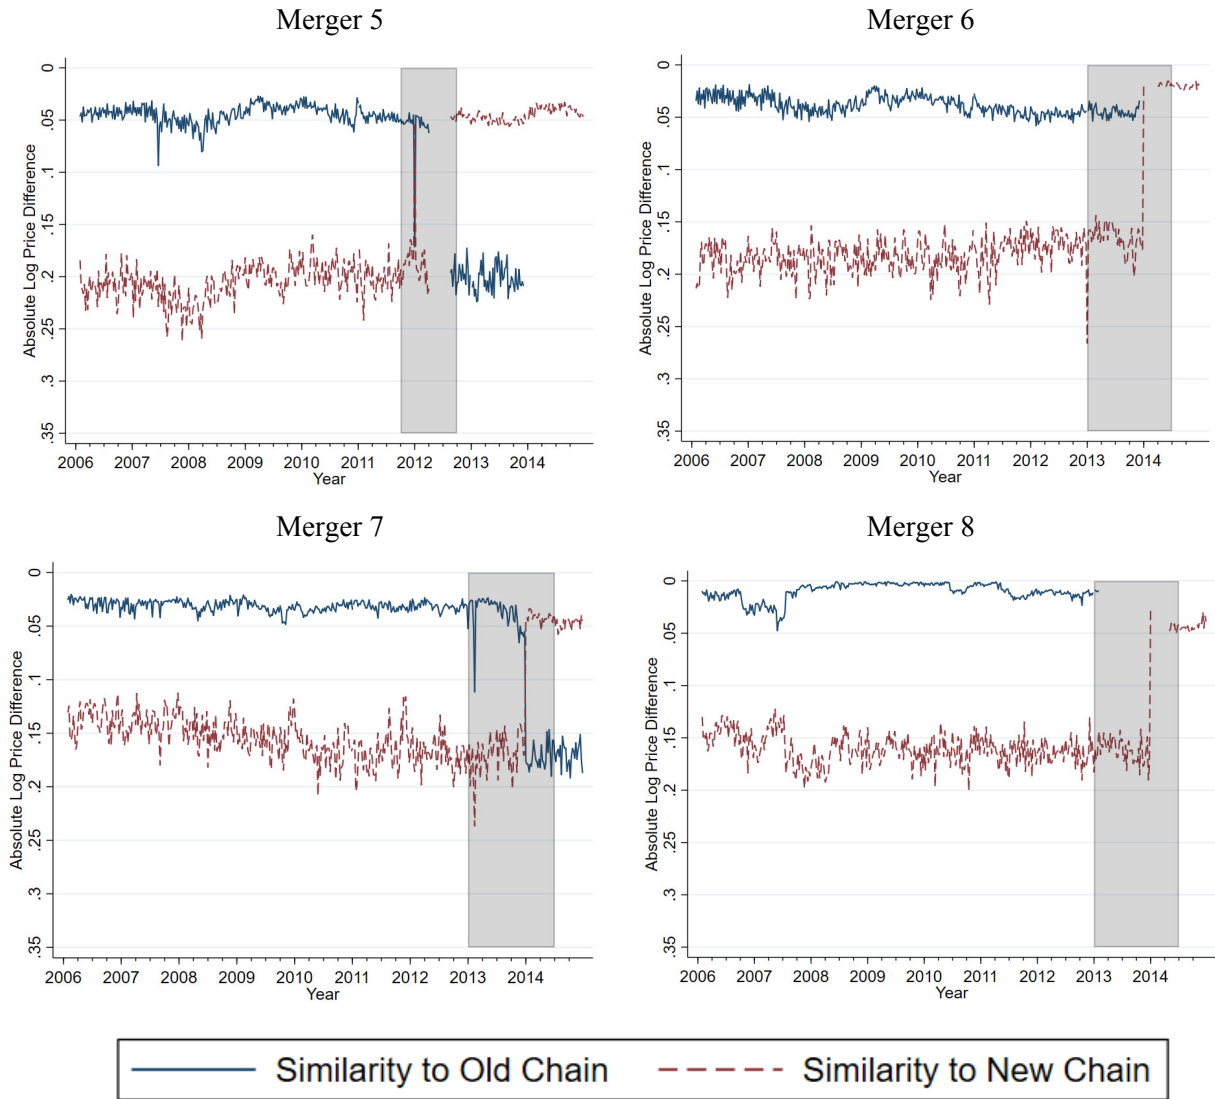 Merger 5
Merger 6
Absolute Log Price Difference
0
.05
.1
.15
.2
.25
.3
.35
2006 2007 2008 2009 2010 2011 2012 2013 2014
Year
Absolute Log Price Difference
0
.05
.1
.15
.2
.25
.3
.35
2006 2007 2008 2009 2010 2011 2012 2013 2014
Year
Merger 7
Merger 8
Absolute Log Price Difference
0
.05
.1
.15
.2
.25
.3
.35
2006 2007 2008 2009 2010 2011 2012 2013 2014
Year
Absolute Log Price Difference
0
.05
.1
.15
.2
.25
.3
.35
2006 2007 2008 2009 2010 2011 2012 2013 2014
Year
Similarity to Old Chain Similarity to New Chain